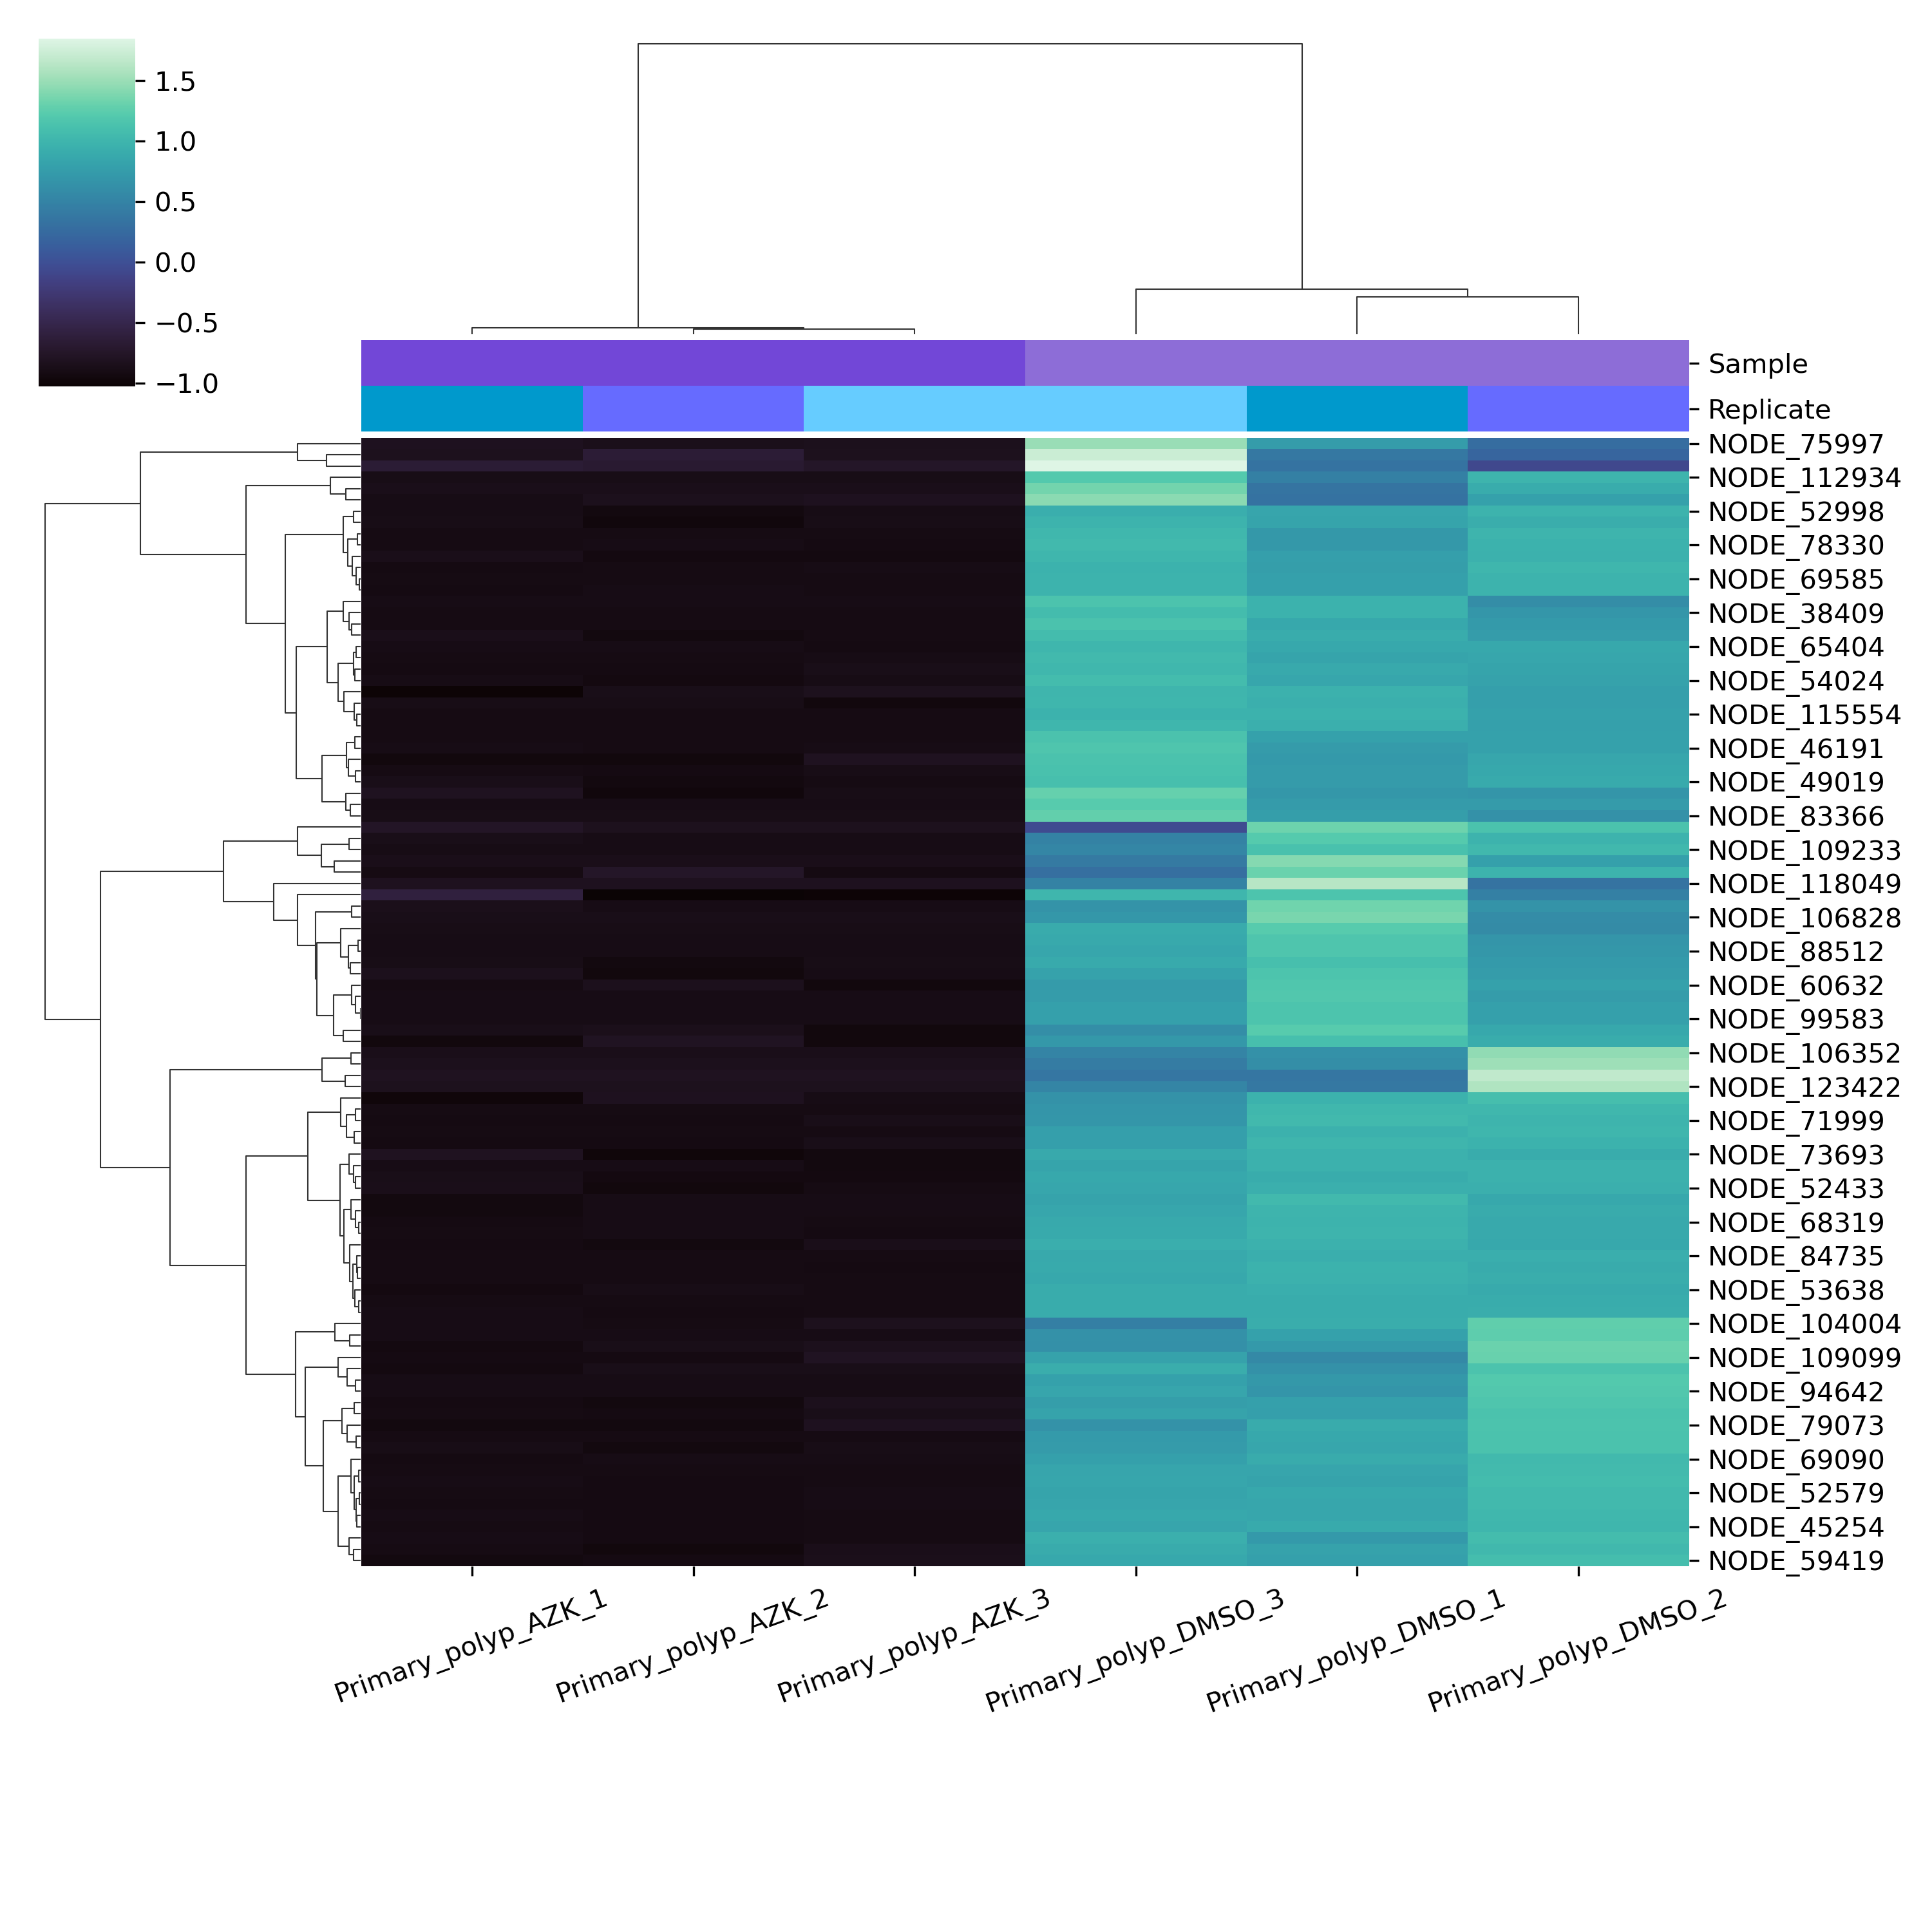 1.5
1.0
0.5
0.0
−0.5
−1.0
Sample
Replicate
NODE_75997
NODE_112934
NODE_52998
NODE_78330
NODE_69585
NODE_38409
NODE_65404
NODE_54024
NODE_115554
NODE_46191
NODE_49019
NODE_83366
NODE_109233
NODE_118049
NODE_106828
NODE_88512
NODE_60632
NODE_99583
NODE_106352
NODE_123422
NODE_71999
NODE_73693
NODE_52433
NODE_68319
NODE_84735
NODE_53638
NODE_104004
NODE_109099
NODE_94642
NODE_79073
NODE_69090
NODE_52579
NODE_45254
NODE_59419
Primary_polyp_AZK_1
Primary_polyp_AZK_2
Primary_polyp_AZK_3
Primary_polyp_DMSO_3
Primary_polyp_DMSO_1
Primary_polyp_DMSO_2